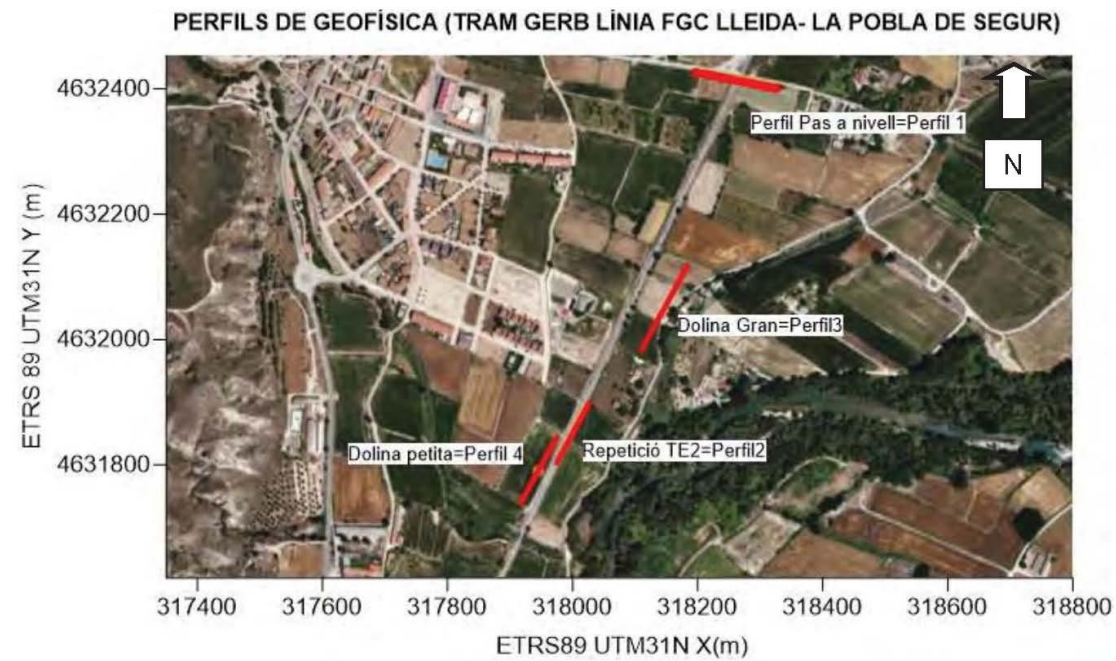 PERFILS DE GEOFÍSICA (TRAM GERB LÍNIA FGC LLEIDA- LA POBLA DE SEGUR)
4632400
Perfil Pas a nivell=Perfil 1
N
4632200
Dolina Gran=Perfil3
4632000
Dolina petita=Perfil 4
Repetició TE2=Perfil2
4631800
ETRS 89 UTM31N Y (m)
317400 317600 317800 318000 318200 318400 318600 318800
ETRS89 UTM31N X(m)